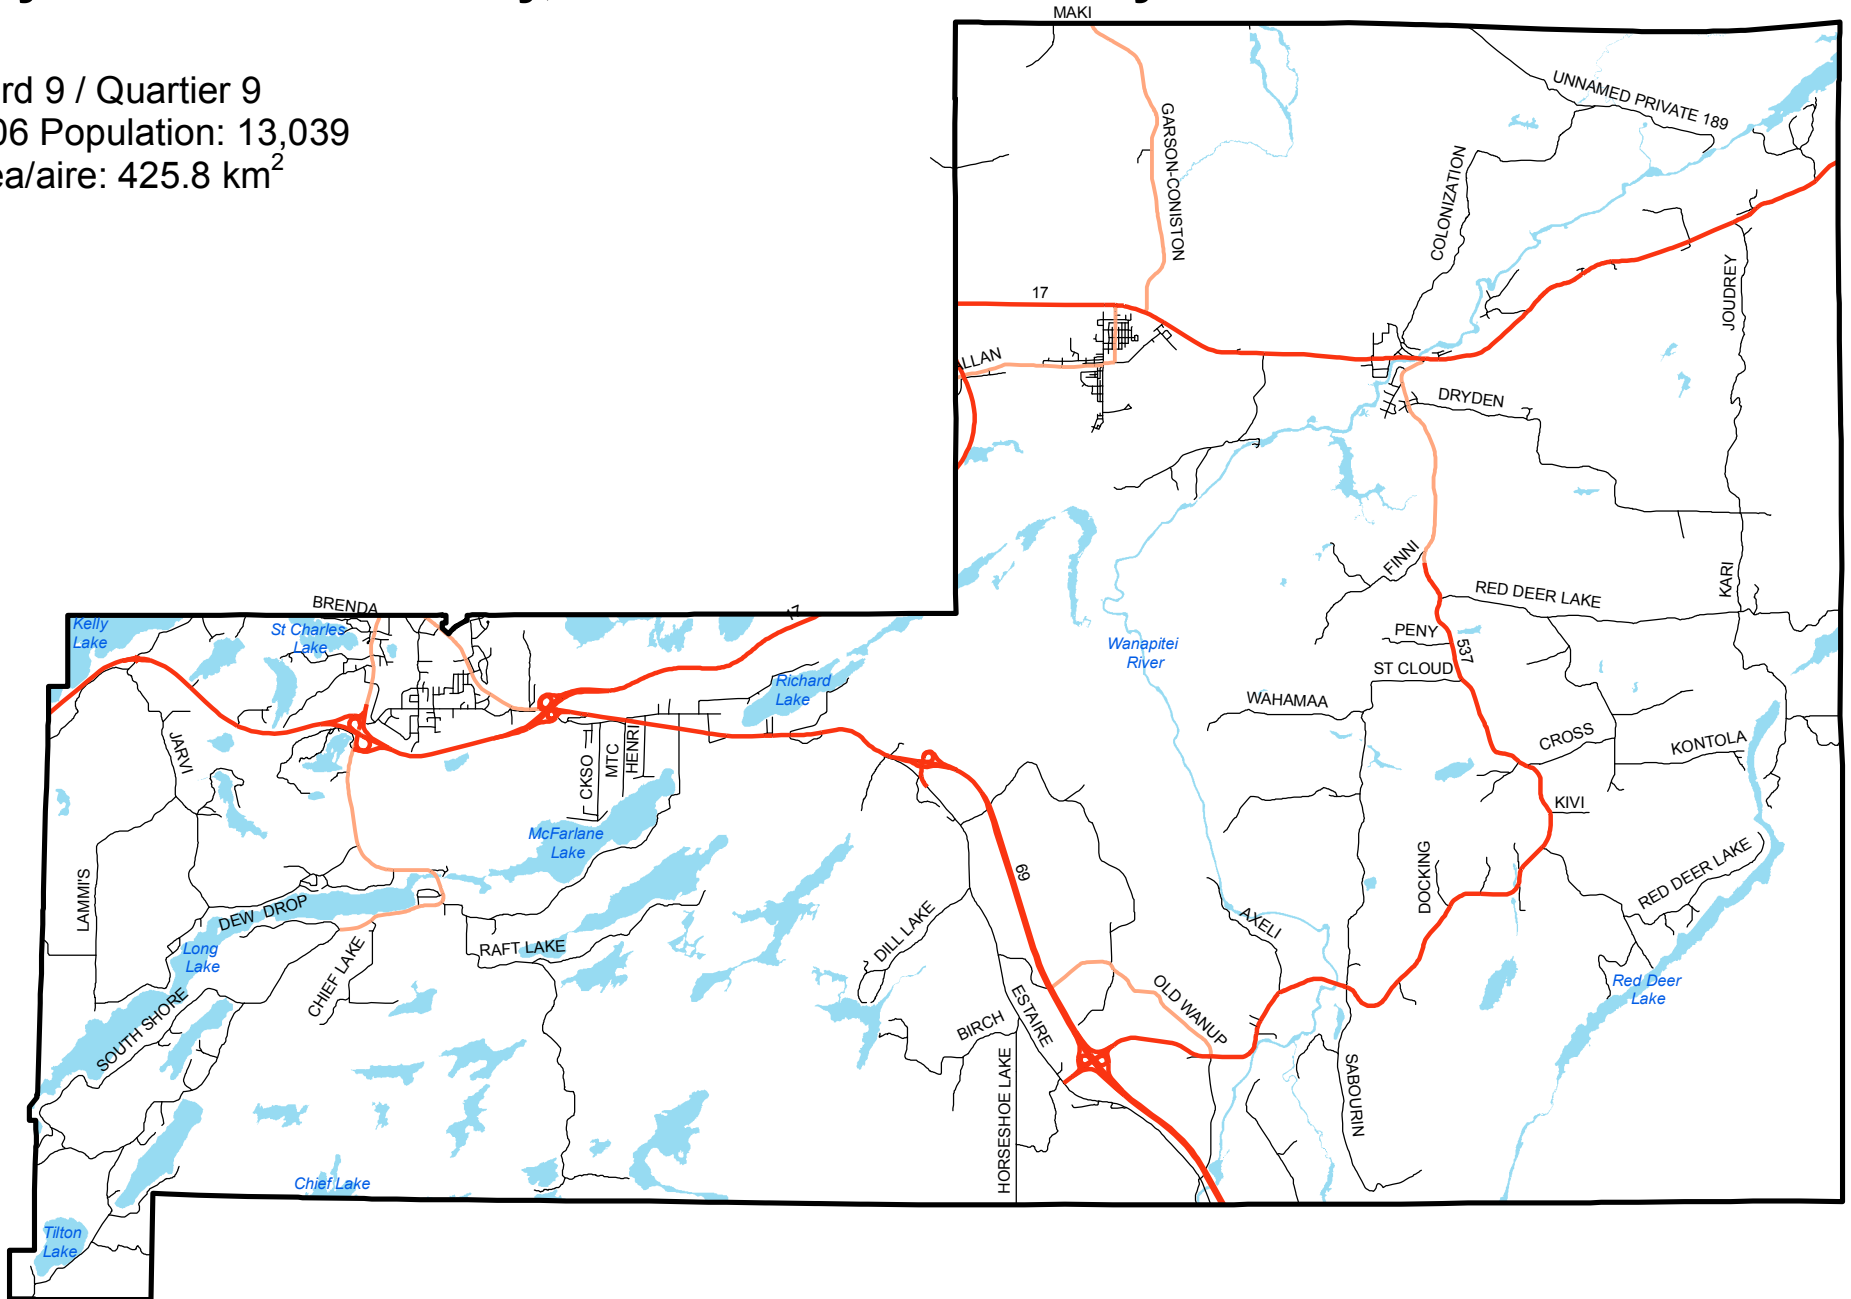 rd 9 / Quartier 9
06 Population: 13,039
ea/aire: 425.8 km²
MAKI
UNNAMED PRIVATE 189
GARSON-CONISTON
COLONIZATION
JOUDREY
17
ALLAN
DRYDEN
FINNI
RED DEER LAKE
KARI
PENY
537
ST CLOUD
WAHAMAA
CROSS
KONTOLA
KIVI
DOCKING
RED DEER LAKE
Wanapitei
River
BRENDA
17
Kelly
Lake
St Charles
Lake
Richard
Lake
JARVI
CKSO
MTC
HENRI
McFarlane
Lake
LAMMI'S
DEW DROP
Long
Lake
RAFT LAKE
CHIEF LAKE
SOUTH SHORE
69
DILL LAKE
AXELI
OLD WANUP
ESTAIRE
BIRCH
HORSESHOE LAKE
SABOURIN
Red Deer
Lake
Chief Lake
Tilton
Lake